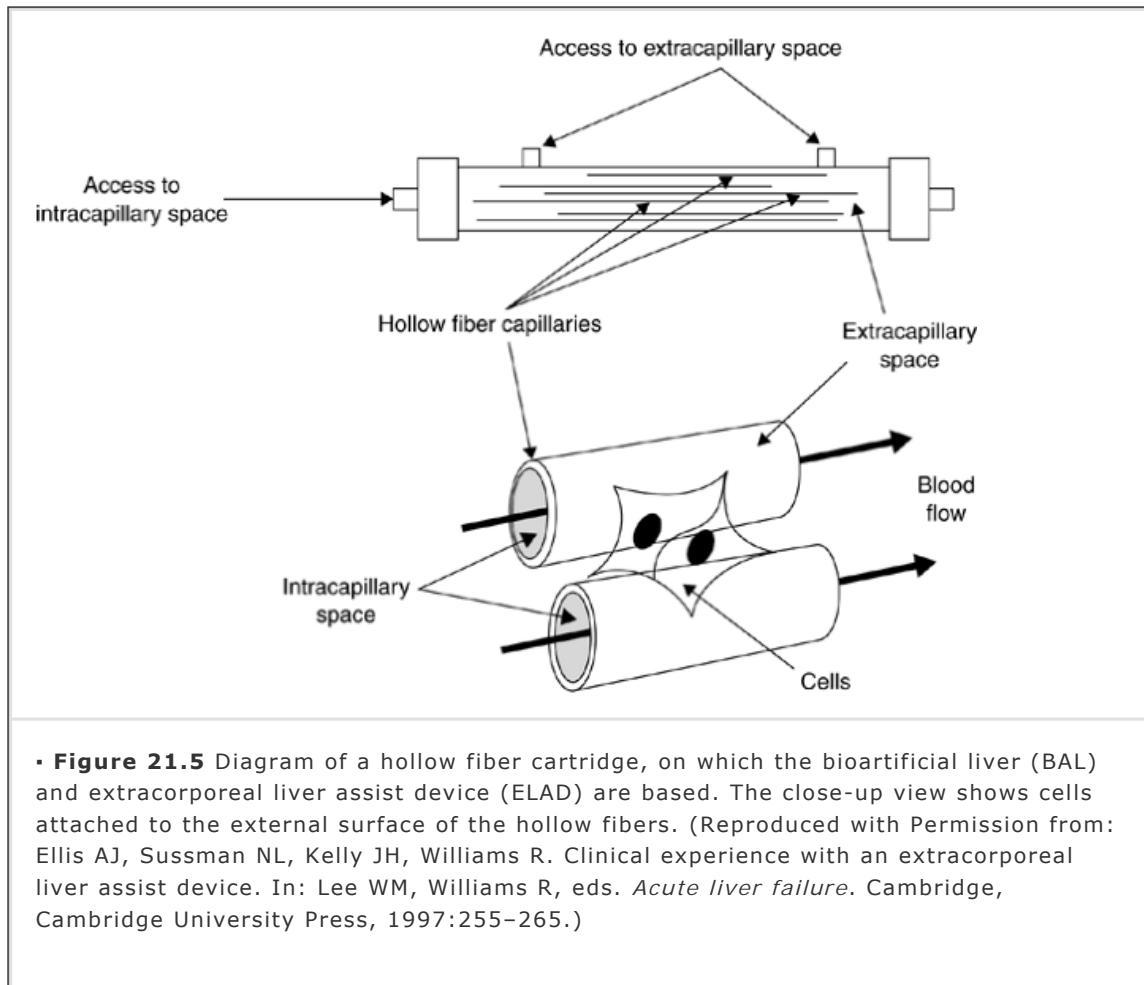 Access to extracapillary space
Access to
intracapillary space
Hollow fiber capillaries
Extracapillary
space
Blood
flow
Intracapillary
space
Cells
▪ Figure 21.5 Diagram of a hollow fiber cartridge, on which the bioartificial liver (BAL)
and extracorporeal liver assist device (ELAD) are based. The close-up view shows cells
attached to the external surface of the hollow fibers. (Reproduced with Permission from:
Ellis AJ, Sussman NL, Kelly JH, Williams R. Clinical experience with an extracorporeal
liver assist device. In: Lee WM, Williams R, eds. Acute liver failure. Cambridge,
Cambridge University Press, 1997:255–265.)